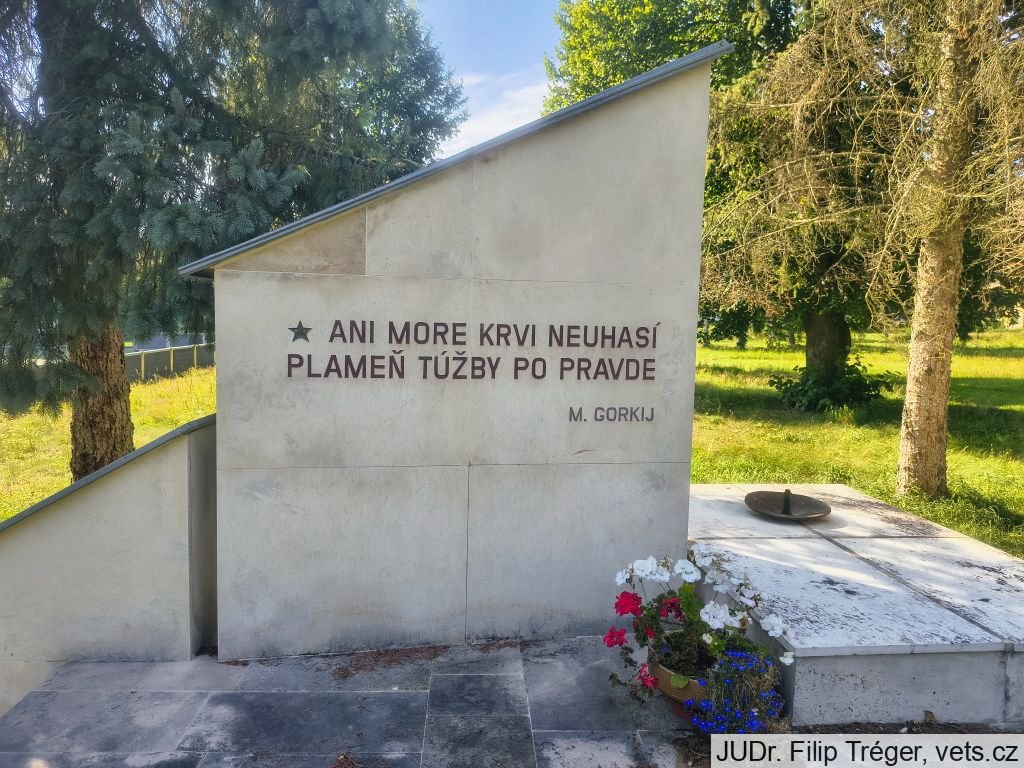 ★ ANI MORE KRVI NEUHASÍ
PLAMEŇ TÚŽBY PO PRAVDE
M. GORKIJ
JUDr. Filip Tréger, vets.cz